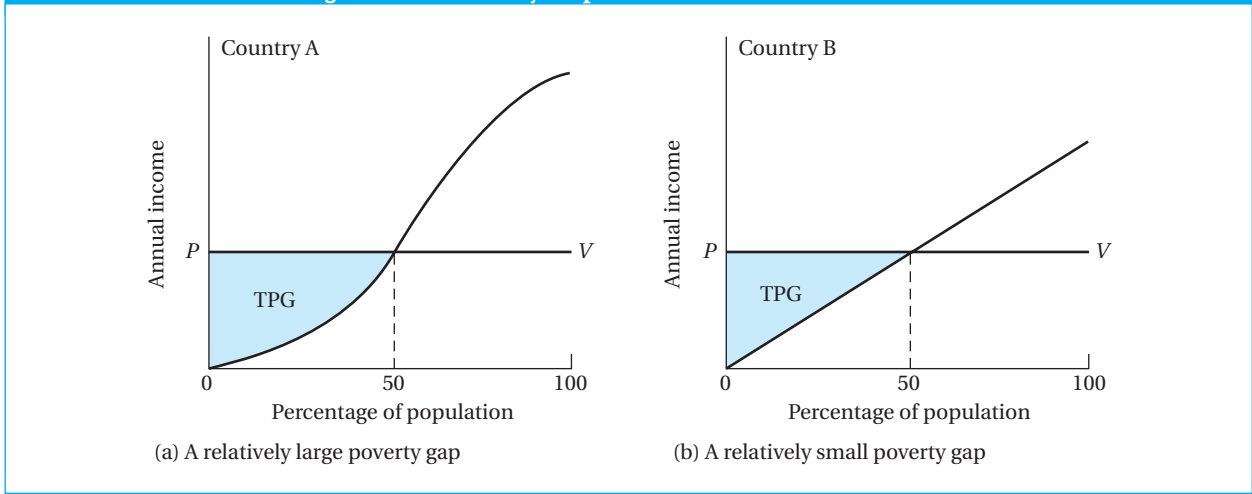 Country A
Annual income
P
V
TPG
0
50
100
Percentage of population
(a) A relatively large poverty gap
Country B
Annual income
P
V
TPG
0
50
100
Percentage of population
(b) A relatively small poverty gap